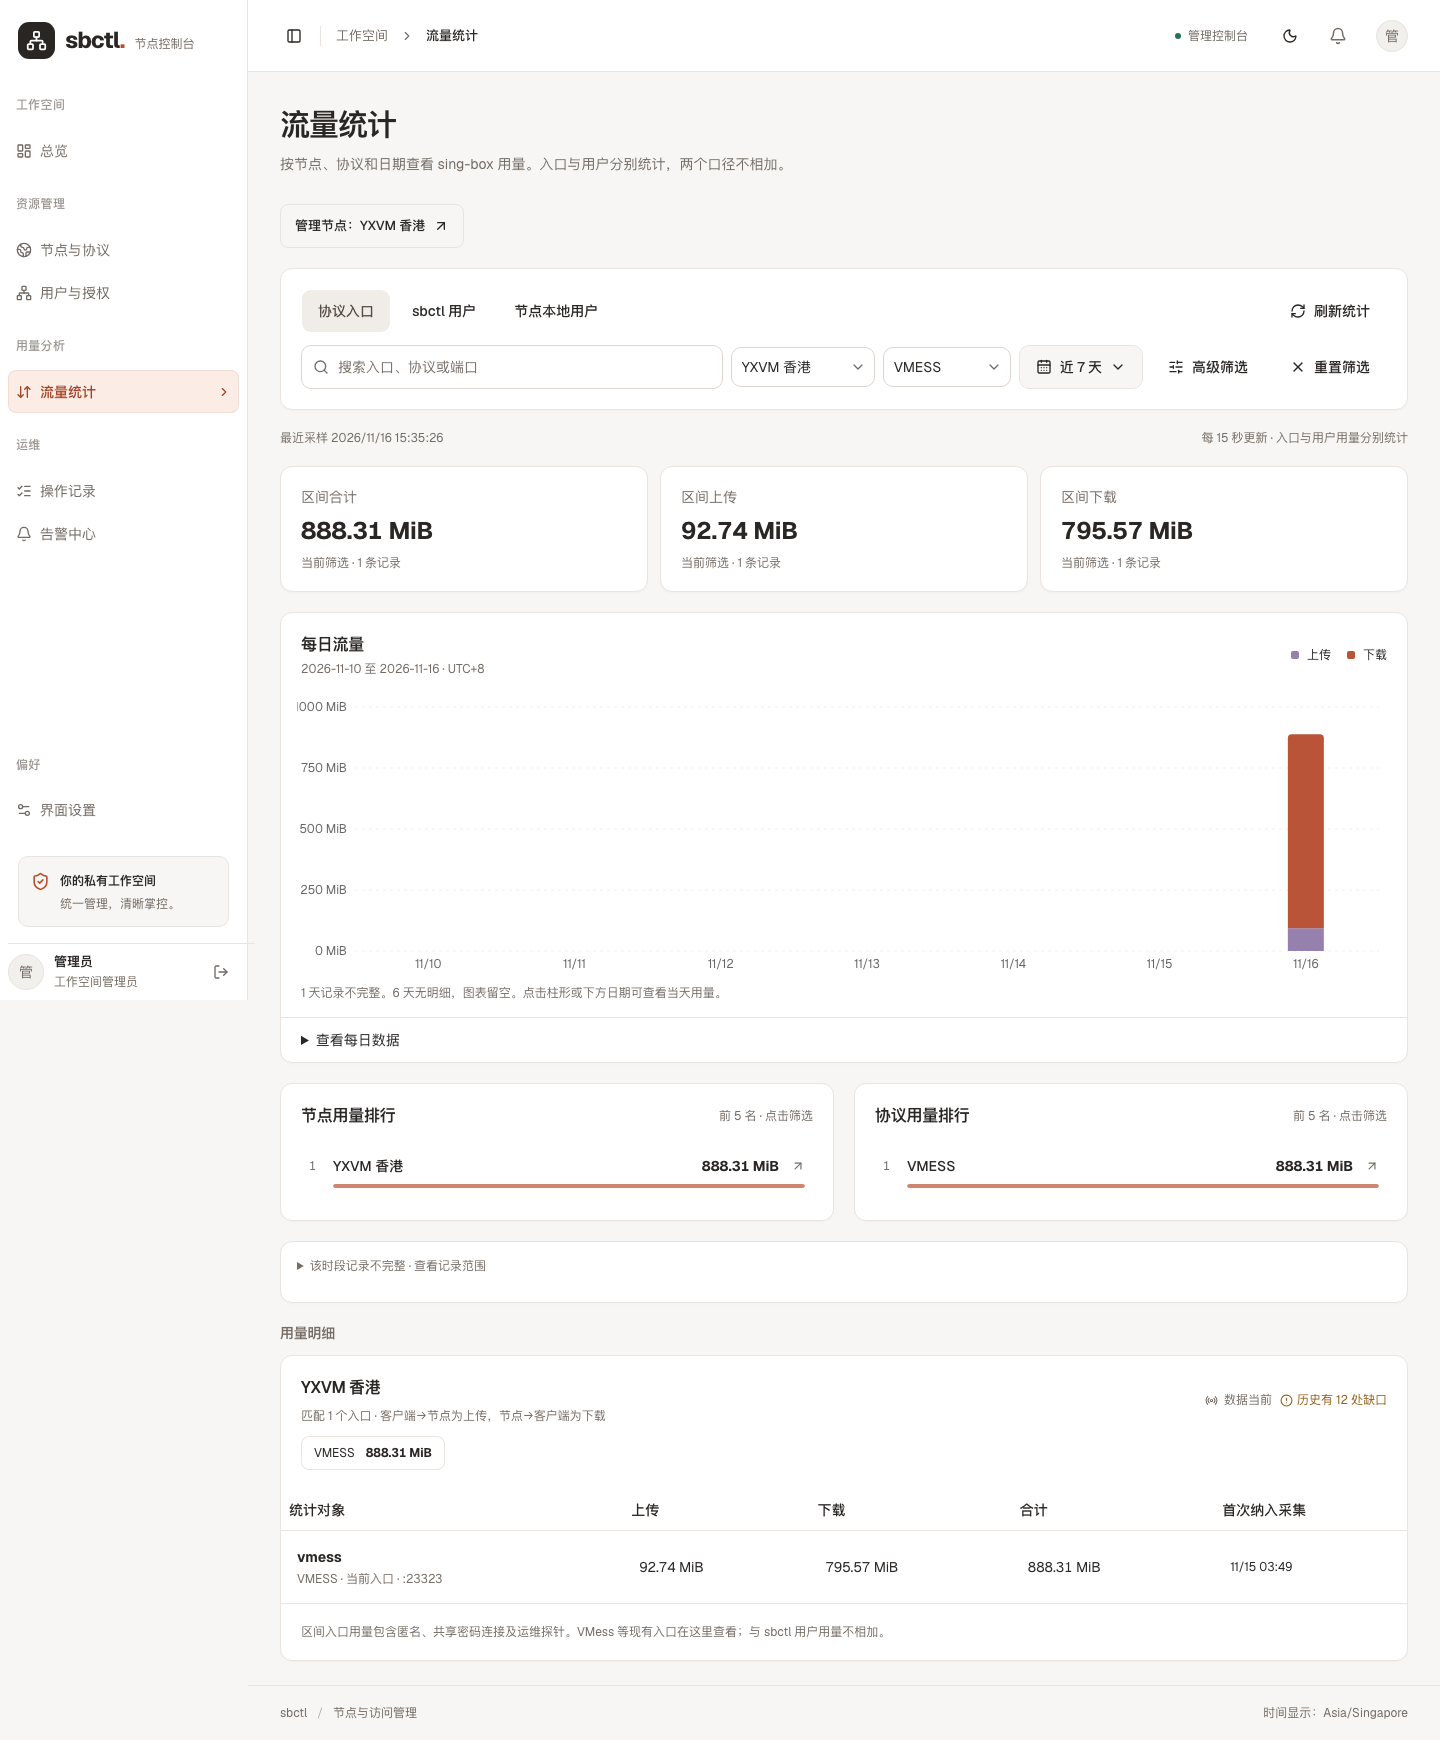 sbctl. 节点控制台
工作空间
总览
资源管理
节点与协议
用户与授权
用量分析
流量统计
运维
操作记录
告警中心
偏好
界面设置
你的私有工作空间
统一管理，清晰掌控。
管 管理员
工作空间管理员
工作空间 流量统计
管理控制台 管
流量统计
按节点、协议和日期查看 sing-box 用量。入口与用户分别统计，两个口径不相加。
管理节点：YXVM 香港
协议入口 sbctl 用户 节点本地用户 刷新统计
搜索入口、协议或端口 YXVM 香港 VMESS 近 7 天 高级筛选 重置筛选
最近采样 2026/11/16 15:35:26 每 15 秒更新 · 入口与用户用量分别统计
区间合计
888.31 MiB
当前筛选 · 1 条记录
区间上传
92.74 MiB
当前筛选 · 1 条记录
区间下载
795.57 MiB
当前筛选 · 1 条记录
每日流量
2026-11-10 至 2026-11-16 · UTC+8
上传 下载
1000 MiB
750 MiB
500 MiB
250 MiB
0 MiB
11/10 11/11 11/12 11/13 11/14 11/15 11/16
1 天记录不完整。6 天无明细，图表留空。点击柱形或下方日期可查看当天用量。
查看每日数据
节点用量排行 前 5 名 · 点击筛选
1 YXVM 香港 888.31 MiB
协议用量排行 前 5 名 · 点击筛选
1 VMESS 888.31 MiB
该时段记录不完整 · 查看记录范围
用量明细
YXVM 香港
匹配 1 个入口 · 客户端→节点为上传，节点→客户端为下载
数据当前 历史有 12 处缺口
VMESS 888.31 MiB
统计对象 上传 下载 合计 首次纳入采集
vmess
VMESS · 当前入口 · :23323
92.74 MiB 795.57 MiB 888.31 MiB 11/15 03:49
区间入口用量包含匿名、共享密码连接及运维探针。VMess 等现有入口在这里查看；与 sbctl 用户用量不相加。
sbctl / 节点与访问管理 时间显示：Asia/Singapore